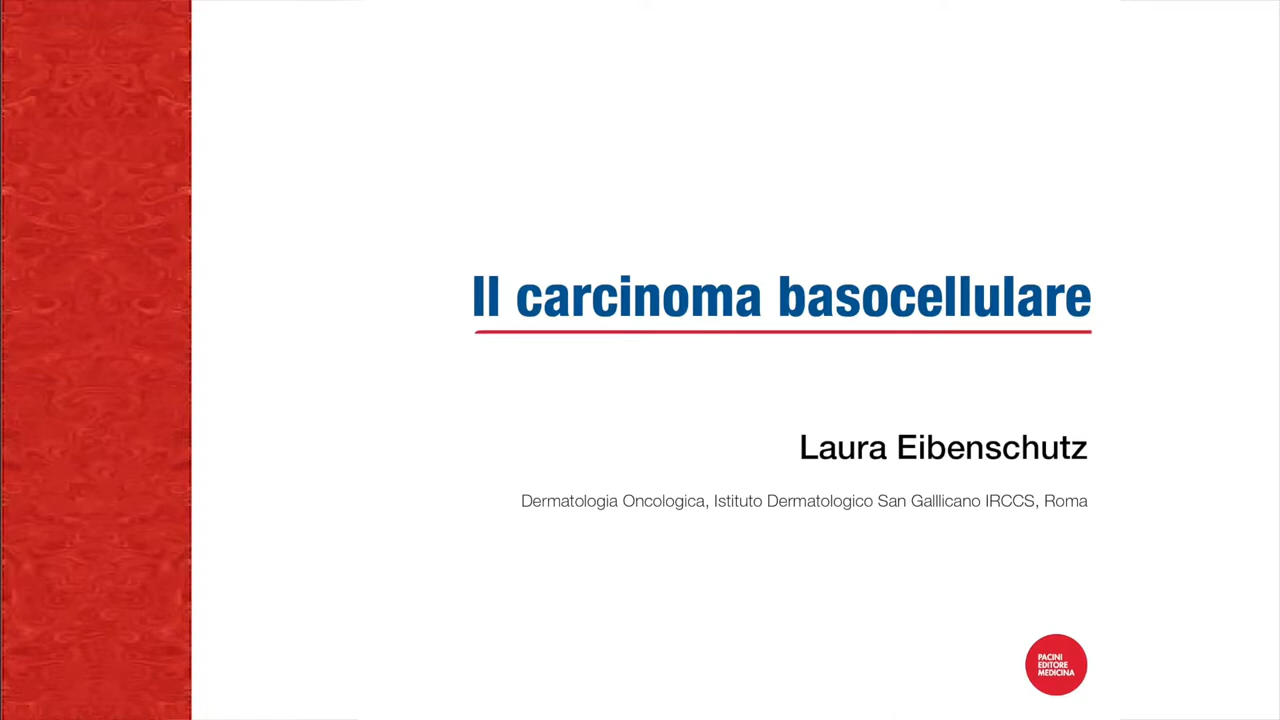 Il carcinoma basocellulare
Laura Eibenschutz
Dermatologia Oncologica, Istituto Dermatologico San Galllicano IRCCS, Roma
PACINI
EDITORE
MEDICINA